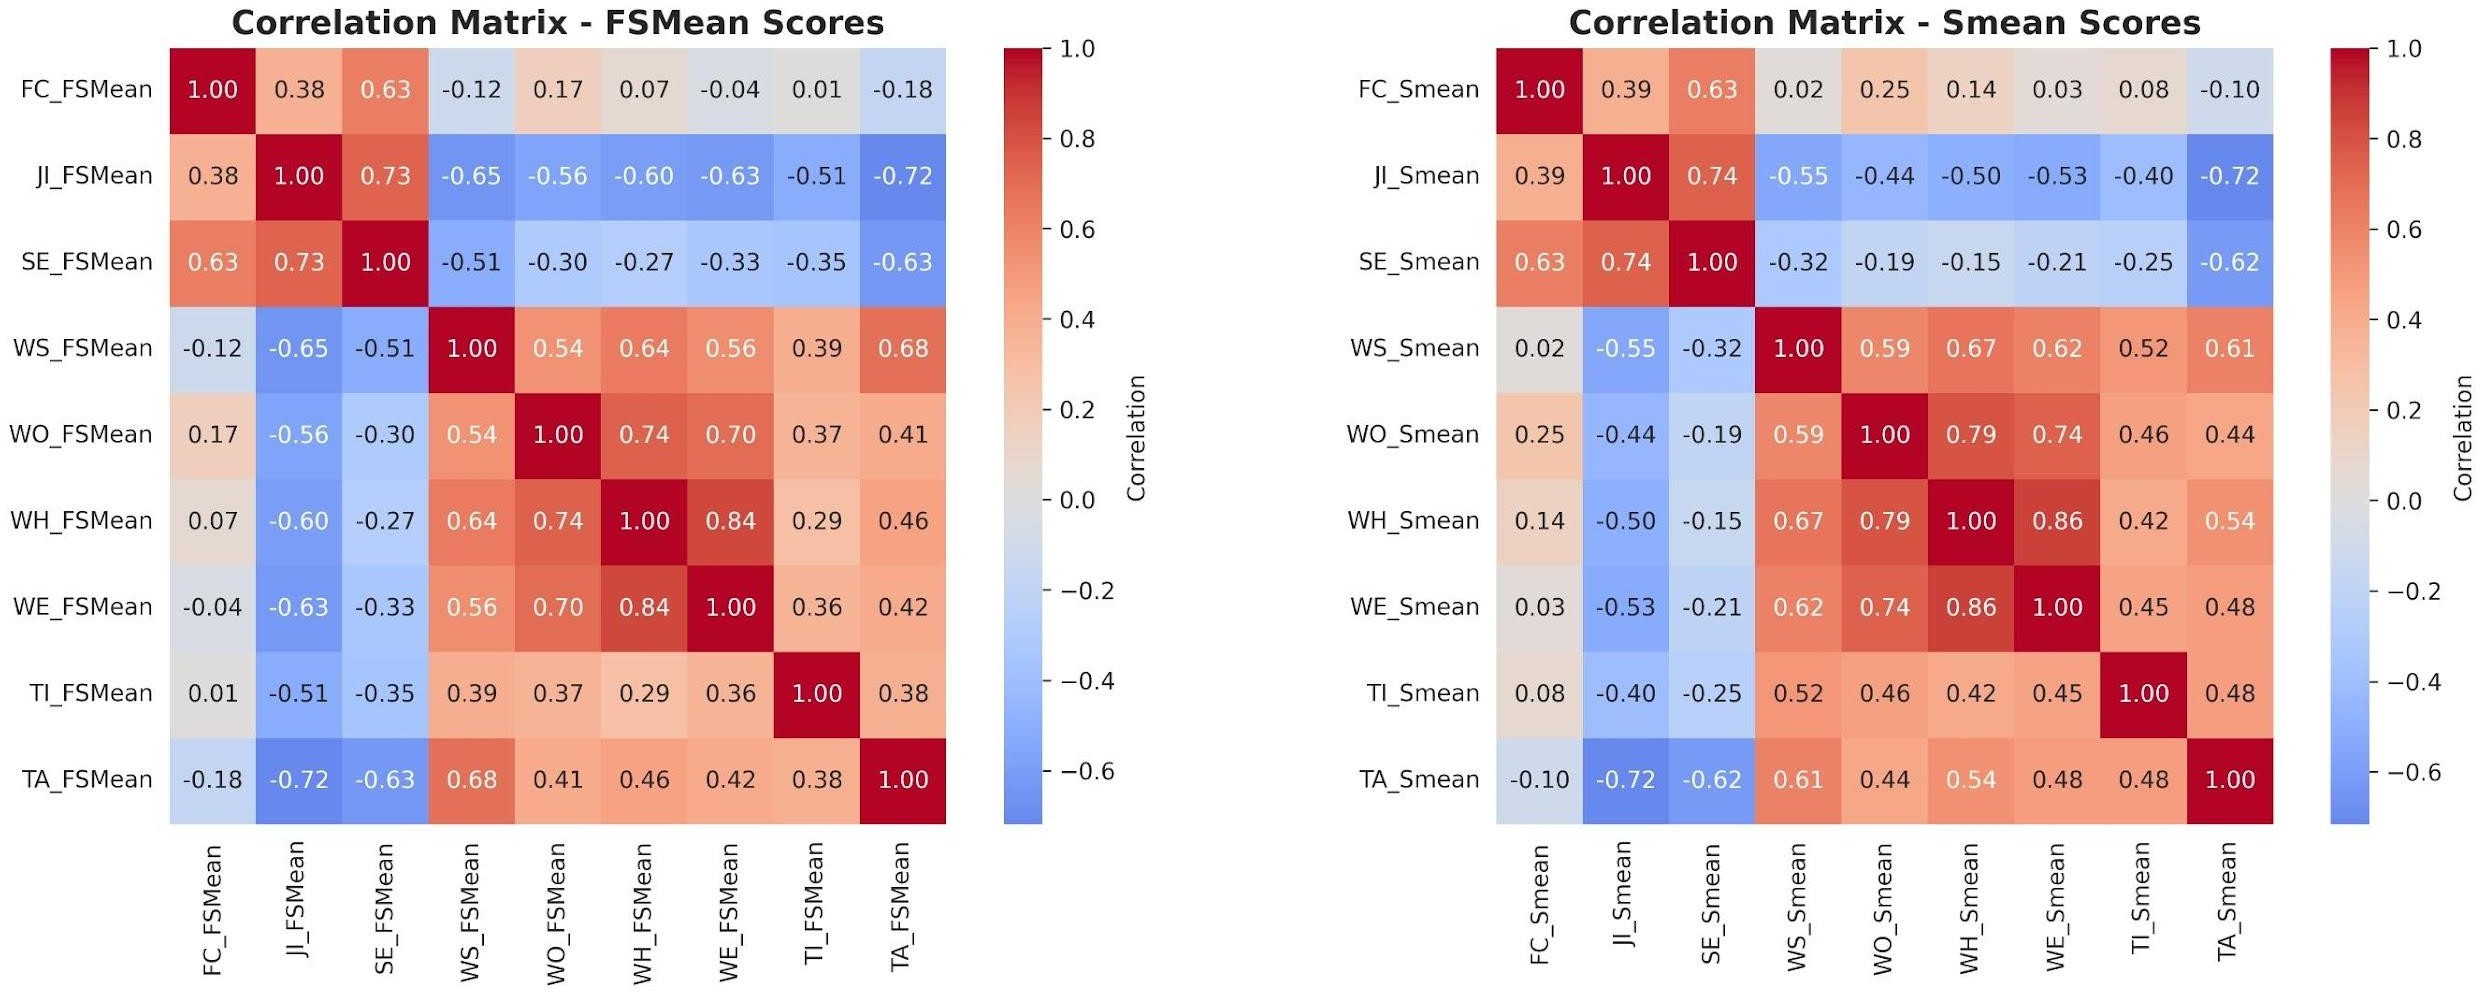 Correlation Matrix - FSMean Scores
FC_FSMean 1.00 0.38 0.63 -0.12 0.17 0.07 -0.04 0.01 -0.18
JI_FSMean 0.38 1.00 0.73 -0.65 -0.56 -0.60 -0.63 -0.51 -0.72
SE_FSMean 0.63 0.73 1.00 -0.51 -0.30 -0.27 -0.33 -0.35 -0.63
WS_FSMean -0.12 -0.65 -0.51 1.00 0.54 0.64 0.56 0.39 0.68
WO_FSMean 0.17 -0.56 -0.30 0.54 1.00 0.74 0.70 0.37 0.41
WH_FSMean 0.07 -0.60 -0.27 0.64 0.74 1.00 0.84 0.29 0.46
WE_FSMean -0.04 -0.63 -0.33 0.56 0.70 0.84 1.00 0.36 0.42
TI_FSMean 0.01 -0.51 -0.35 0.39 0.37 0.29 0.36 1.00 0.38
TA_FSMean -0.18 -0.72 -0.63 0.68 0.41 0.46 0.42 0.38 1.00
FC_FSMean JI_FSMean SE_FSMean WS_FSMean WO_FSMean WH_FSMean WE_FSMean TI_FSMean TA_FSMean
1.0
0.8
0.6
0.4
0.2
0.0
−0.2
−0.4
−0.6
Correlation
Correlation Matrix - Smean Scores
FC_Smean 1.00 0.39 0.63 0.02 0.25 0.14 0.03 0.08 -0.10
JI_Smean 0.39 1.00 0.74 -0.55 -0.44 -0.50 -0.53 -0.40 -0.72
SE_Smean 0.63 0.74 1.00 -0.32 -0.19 -0.15 -0.21 -0.25 -0.62
WS_Smean 0.02 -0.55 -0.32 1.00 0.59 0.67 0.62 0.52 0.61
WO_Smean 0.25 -0.44 -0.19 0.59 1.00 0.79 0.74 0.46 0.44
WH_Smean 0.14 -0.50 -0.15 0.67 0.79 1.00 0.86 0.42 0.54
WE_Smean 0.03 -0.53 -0.21 0.62 0.74 0.86 1.00 0.45 0.48
TI_Smean 0.08 -0.40 -0.25 0.52 0.46 0.42 0.45 1.00 0.48
TA_Smean -0.10 -0.72 -0.62 0.61 0.44 0.54 0.48 0.48 1.00
FC_Smean JI_Smean SE_Smean WS_Smean WO_Smean WH_Smean WE_Smean TI_Smean TA_Smean
1.0
0.8
0.6
0.4
0.2
0.0
−0.2
−0.4
−0.6
Correlation